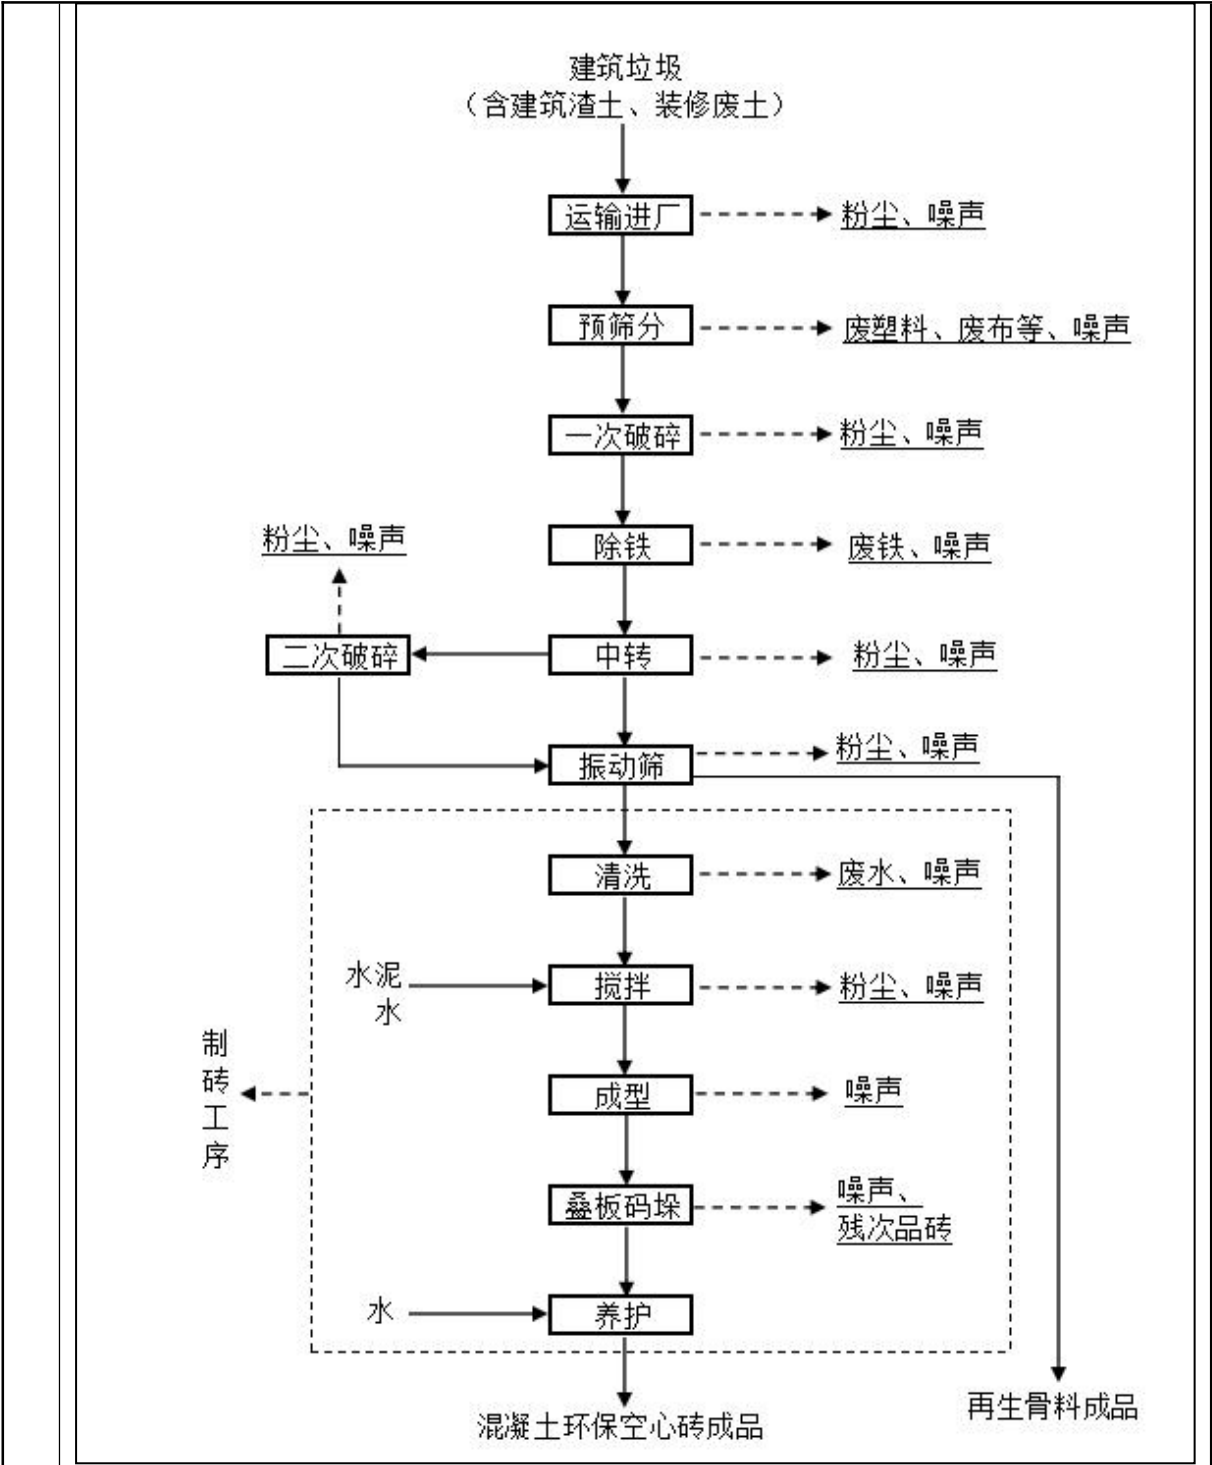 建筑垃圾
（含建筑渣土、装修废土）
运输进厂
粉尘、噪声
预筛分
废塑料、废布等、噪声
一次破碎
粉尘、噪声
粉尘、噪声
除铁
废铁、噪声
二次破碎
中转
粉尘、噪声
振动筛
粉尘、噪声
清洗
废水、噪声
水泥
水
搅拌
粉尘、噪声
制
砖
工
序
成型
噪声
叠板码垛
噪声、
残次品砖
水
养护
混凝土环保空心砖成品
再生骨料成品